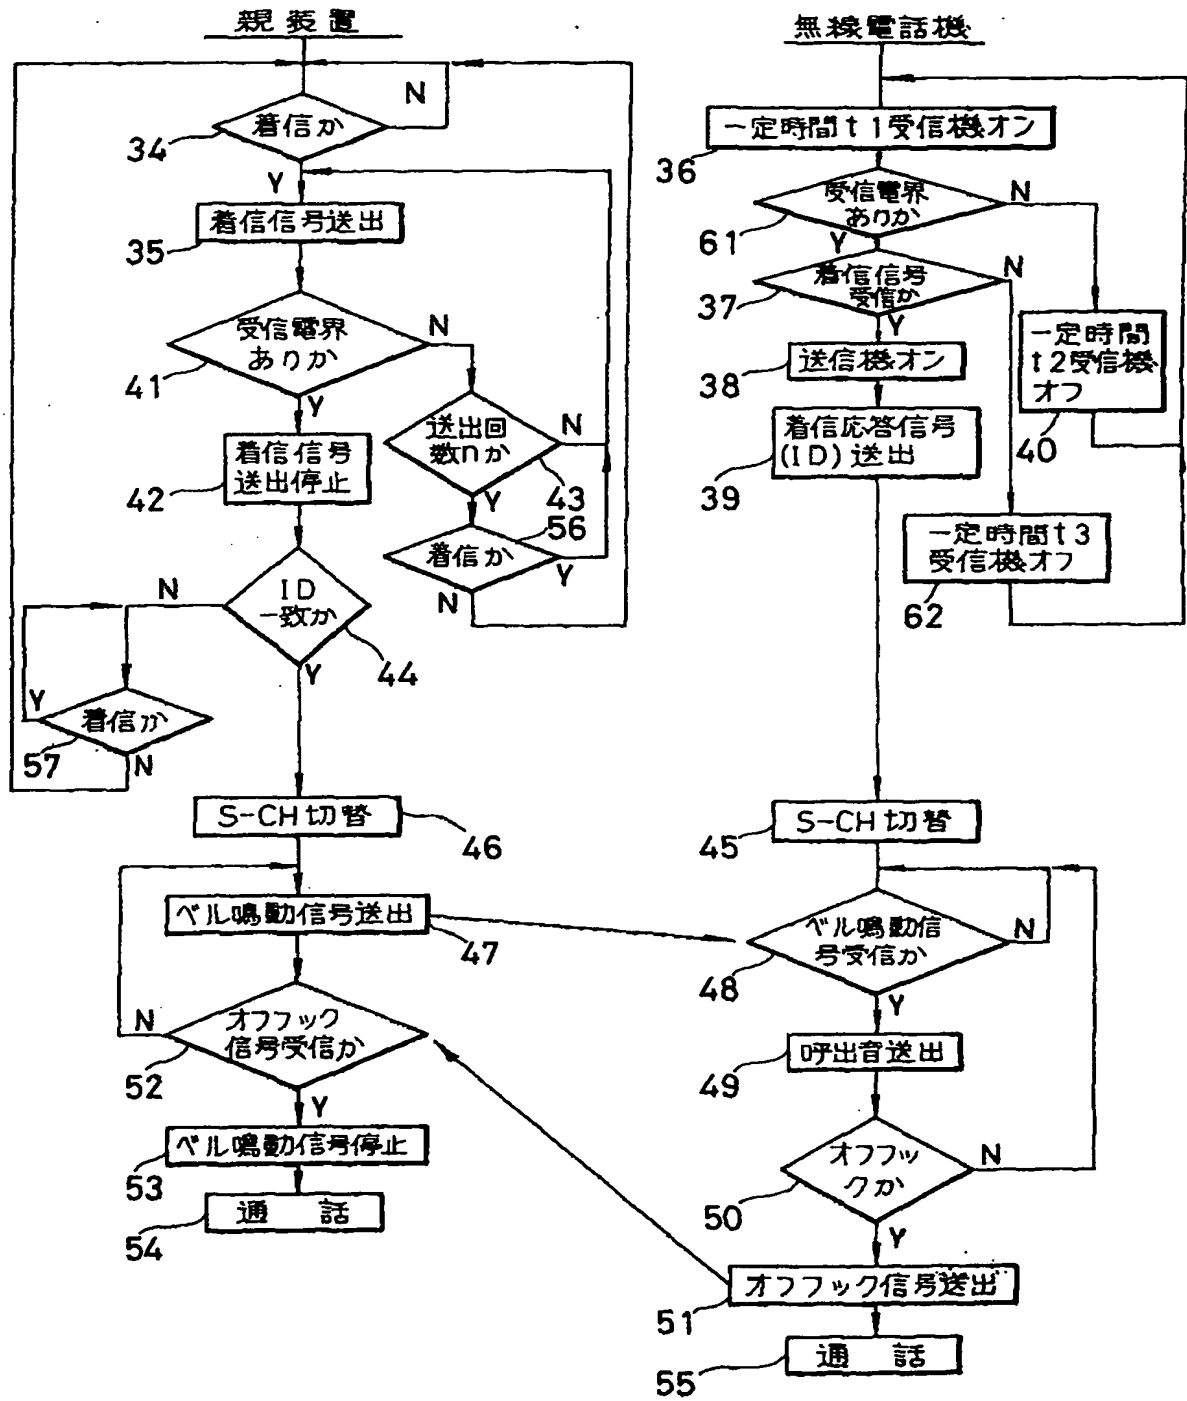 親装置
N
着信か
34
Y
着信信号送出
35
受信電界
ありか
N
41
Y
送出回
数nか
N
43
Y
着信信号
送出停止
42
56
着信か
Y
N
ID
一致か
N
44
Y
Y
着信か
57
N
S-CH切替
46
ベル鳴動信号送出
47
オフフック
信号受信か
N
52
Y
ベル鳴動信号停止
53
通話
54
無線電話機
一定時間t1受信機オン
36
受信電界
ありか
N
61
Y
着信信号
受信か
N
37
Y
送信機オン
38
一定時間
t2受信機
オフ
40
着信応答信号
(ID)送出
39
一定時間t3
受信機オフ
62
S-CH切替
45
ベル鳴動信
号受信か
N
48
Y
呼出音送出
49
オフフッ
クか
N
50
Y
オフフック信号送出
51
通話
55